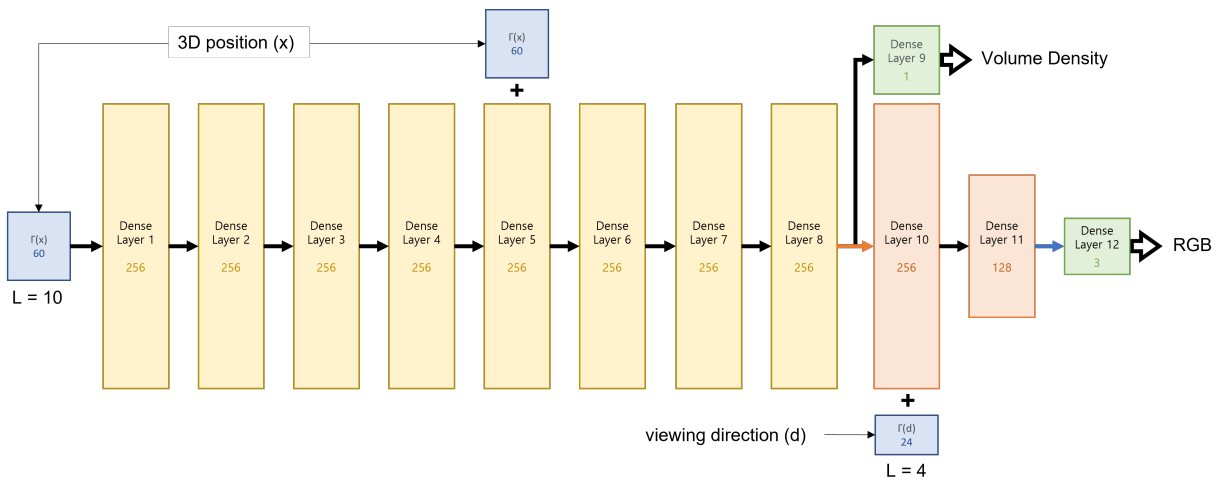 3D position (x)
Γ(x)
60
+
Dense
Layer 9
1
Volume Density
Γ(x)
60
L = 10
Dense
Layer 1
256
Dense
Layer 2
256
Dense
Layer 3
256
Dense
Layer 4
256
Dense
Layer 5
256
Dense
Layer 6
256
Dense
Layer 7
256
Dense
Layer 8
256
Dense
Layer 10
256
Dense
Layer 11
128
Dense
Layer 12
3
RGB
+
viewing direction (d)
Γ(d)
24
L = 4